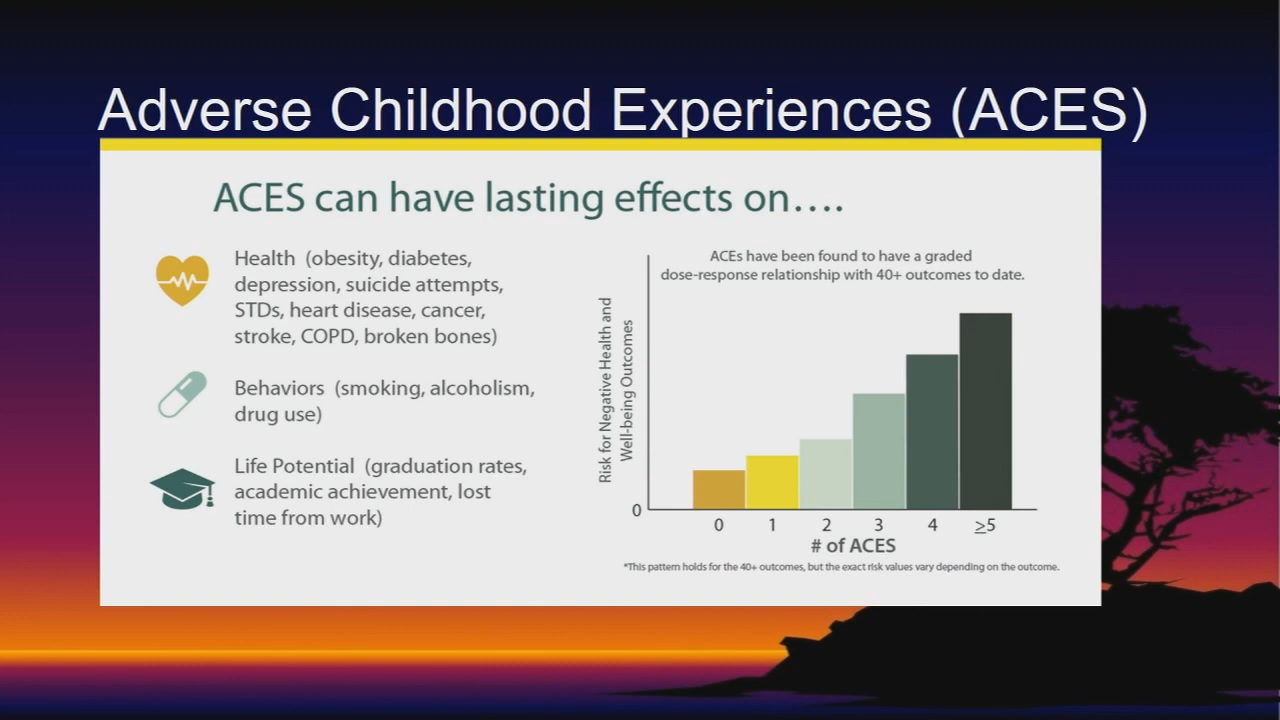 Adverse Childhood Experiences (ACES)
ACES can have lasting effects on....
Health (obesity, diabetes,
depression, suicide attempts,
STDs, heart disease, cancer,
stroke, COPD, broken bones)
Behaviors (smoking, alcoholism,
drug use)
Life Potential (graduation rates,
academic achievement, lost
time from work)
ACEs have been found to have a graded
dose-response relationship with 40+ outcomes to date.
Risk for Negative Health and
Well-being Outcomes
0
0 1 2 3 4 ≥5
# of ACES
*This pattern holds for the 40+ outcomes, but the exact risk values vary depending on the outcome.